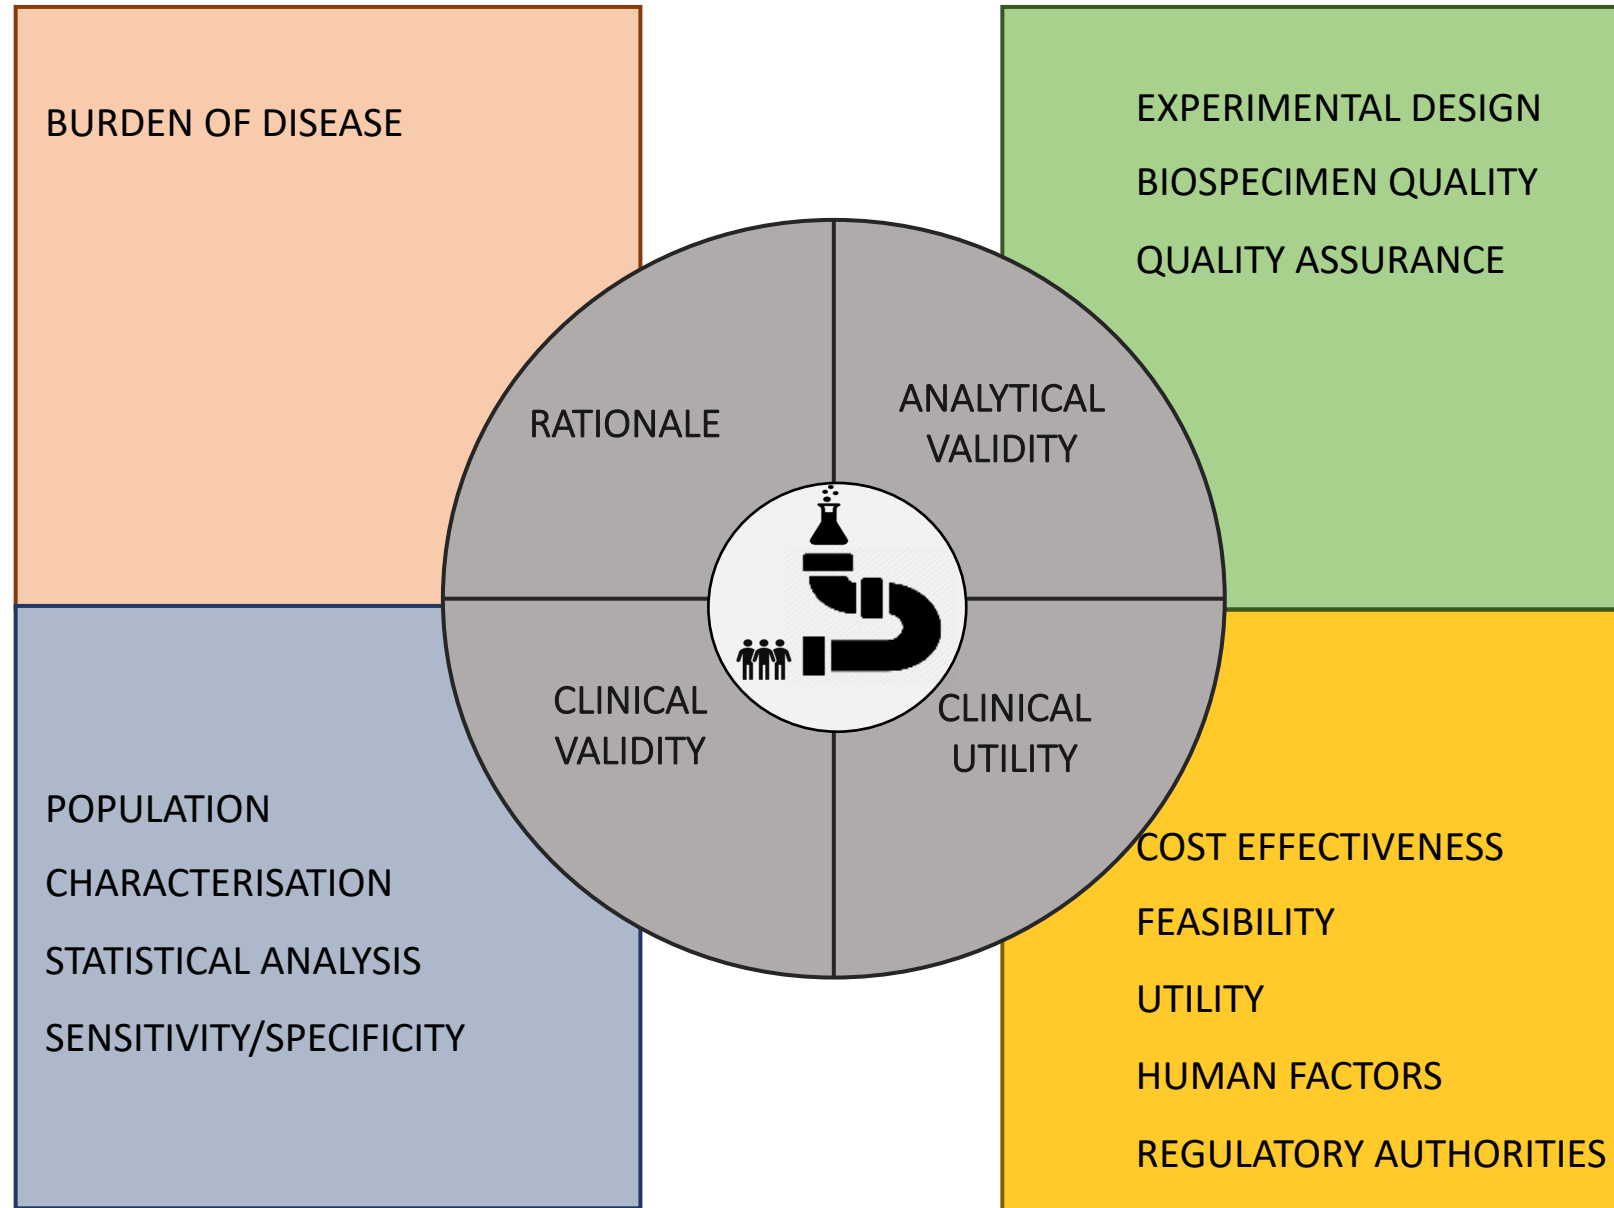 BURDEN OF DISEASE
EXPERIMENTAL DESIGN
BIOSPECIMEN QUALITY
QUALITY ASSURANCE
RATIONALE
ANALYTICAL
VALIDITY
CLINICAL
VALIDITY
CLINICAL
UTILITY
POPULATION
CHARACTERISATION
STATISTICAL ANALYSIS
SENSITIVITY/SPECIFICITY
COST EFFECTIVENESS
FEASIBILITY
UTILITY
HUMAN FACTORS
REGULATORY AUTHORITIES